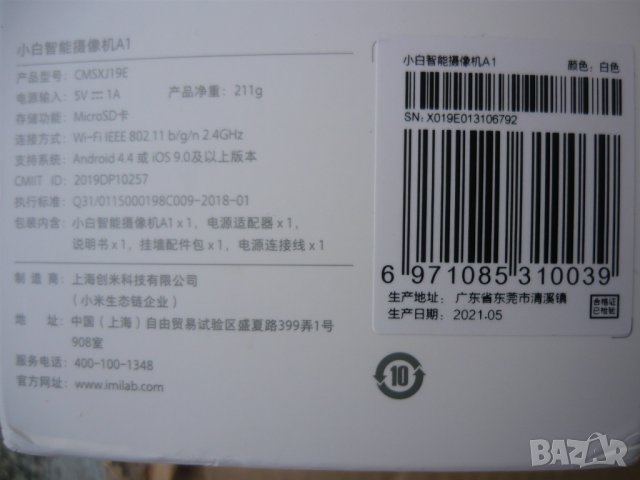 小白智能摄像机A1
产品型号: CMSXJ19E
电源输入: 5V⎓1A 产品净重: 211g
存储功能: MicroSD卡
连接方式: Wi-Fi IEEE 802.11 b/g/n 2.4GHz
支持系统: Android 4.4 或 iOS 9.0及以上版本
CMIIT ID: 2019DP10257
执行标准: Q31/0115000198C009-2018-01
包装内含: 小白智能摄像机A1 x 1，电源适配器 x 1，
说明书 x 1，挂墙配件包 x 1，电源连接线 x 1
制 造 商: 上海创米科技有限公司
（小米生态链企业）
地 址: 中国（上海）自由贸易试验区盛夏路399弄1号
908室
服务电话: 400-100-1348
官方网址: www.imilab.com
小白智能摄像机A1 颜色: 白色
SN: X019E013106792
6 971085 310039
生产地址: 广东省东莞市清溪镇
生产日期: 2021.05
合格证
已检验
10
BAZAR